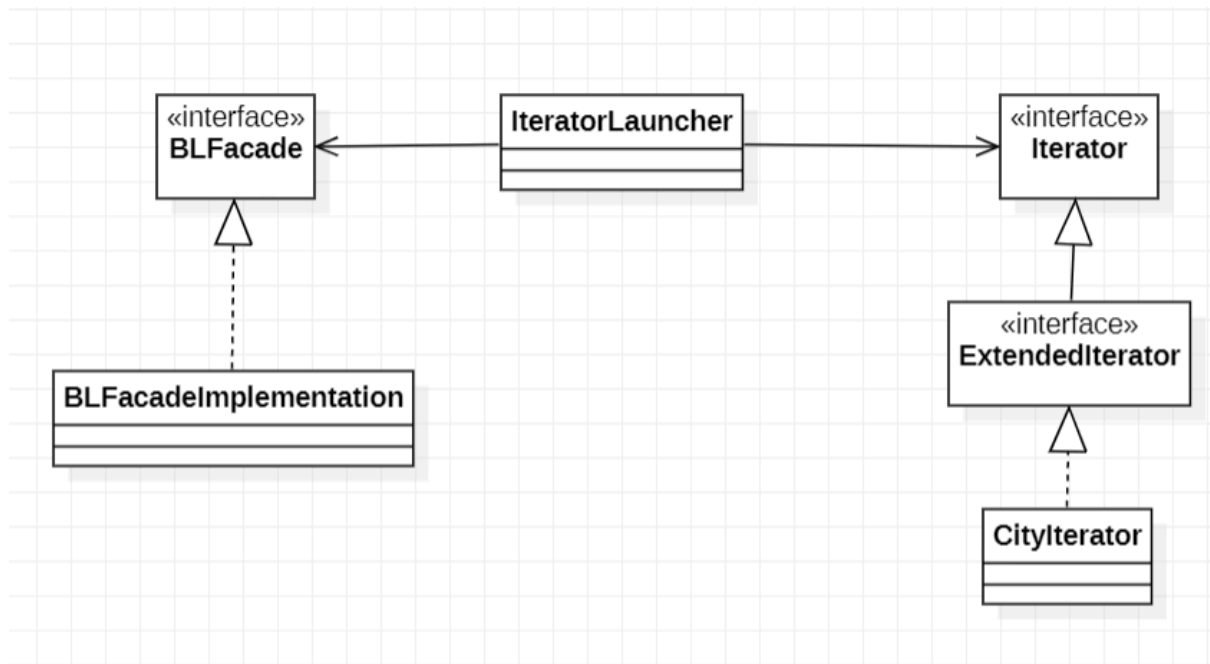 «interface»
BLFacade
IteratorLauncher
«interface»
Iterator
«interface»
ExtendedIterator
BLFacadeImplementation
CityIterator